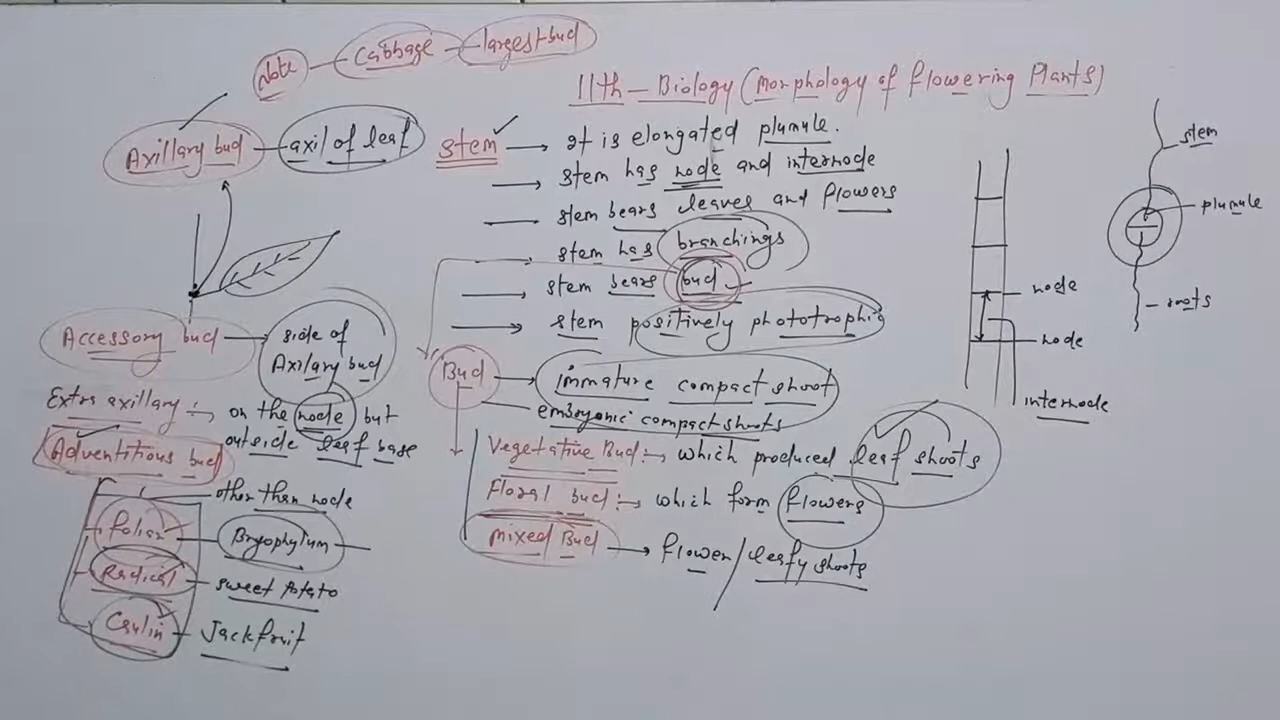 Note - Cabbage - largest bud
11th - Biology (Morphology of flowering Plants)
Axillary bud - axil of leaf
Stem → It is elongated plumule.
→ stem has node and internode
→ stem bears leaves and flowers
→ stem has branchings
→ stem bears bud
→ stem positively phototrophic
stem
plumule
roots
node
node
internode
Accessory bud → side of
Axilary bud
Extra axillary :→ on the node but
outside leaf base
Adventitious bud
other than node
foliar - Bryophylum
Radical - sweet Potato
Caulin - Jackfruit
Bud → immature compact shoot
- embryonic compact shoots
Vegetative Bud :→ which produced leaf shoots
Floral bud :→ which form flowers
mixed Bud → flower/leafy shoots